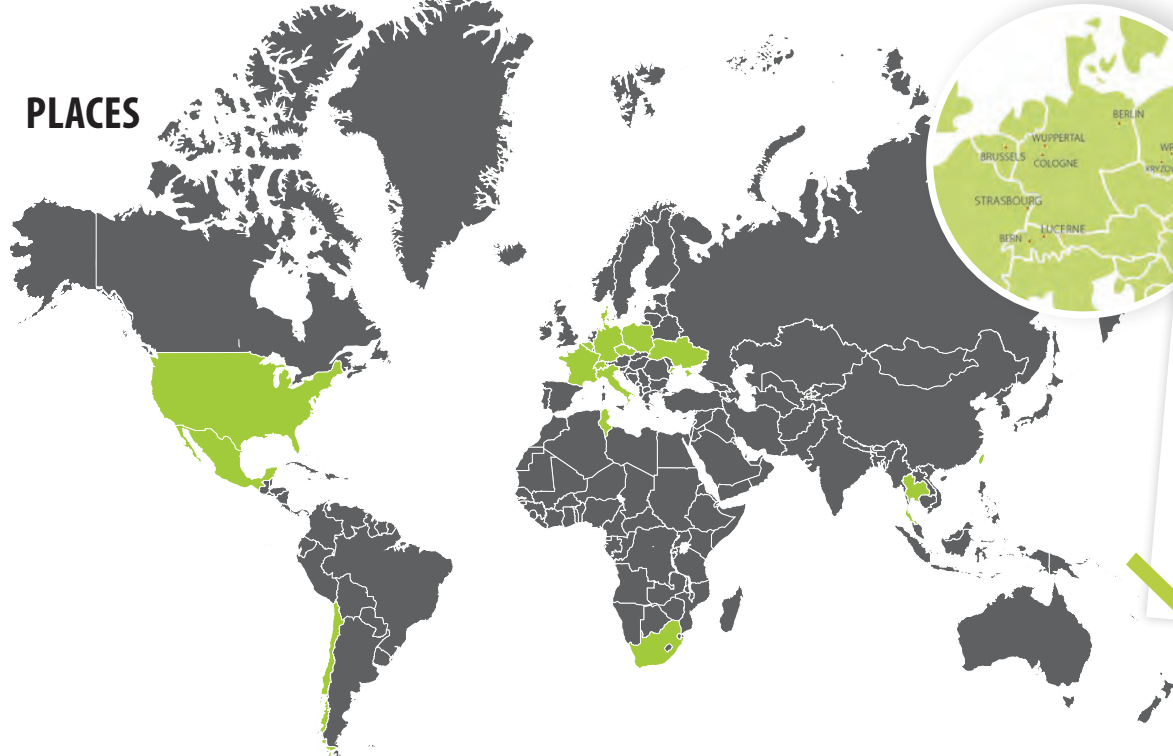 PLACES
BERLIN
WUPPERTAL
BRUSSELS
COLOGNE
STRASBOURG
LUCERNE
BERN